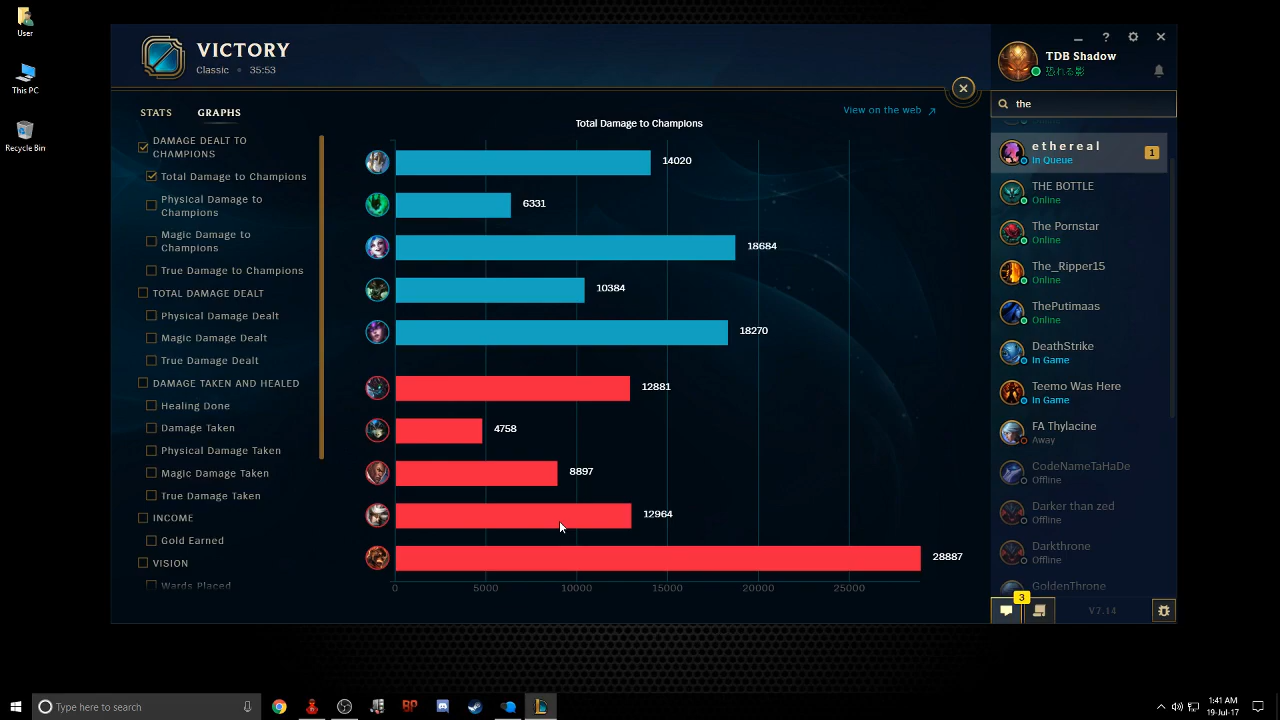 User
This PC
Recycle Bin
VICTORY
Classic • 35:53
STATS GRAPHS
View on the web
DAMAGE DEALT TO
CHAMPIONS
Total Damage to Champions
Physical Damage to
Champions
Magic Damage to
Champions
True Damage to Champions
TOTAL DAMAGE DEALT
Physical Damage Dealt
Magic Damage Dealt
True Damage Dealt
DAMAGE TAKEN AND HEALED
Healing Done
Damage Taken
Physical Damage Taken
Magic Damage Taken
True Damage Taken
INCOME
Gold Earned
VISION
Wards Placed
Total Damage to Champions
14020
6331
18684
10384
18270
12881
4758
8897
12964
28887
0 5000 10000 15000 20000 25000
TDB Shadow
恐れる影
the
Online
e t h e r e a l
In Queue
1
THE BOTTLE
Online
The Pornstar
Online
The_Ripper15
Online
ThePutimaas
Online
DeathStrike
In Game
Teemo Was Here
In Game
FA Thylacine
Away
CodeNameTaHaDe
Offline
Darker than zed
Offline
Darkthrone
Offline
GoldenThrone
3
V7.14
Type here to search
BP
1:41 AM
19-Jul-17